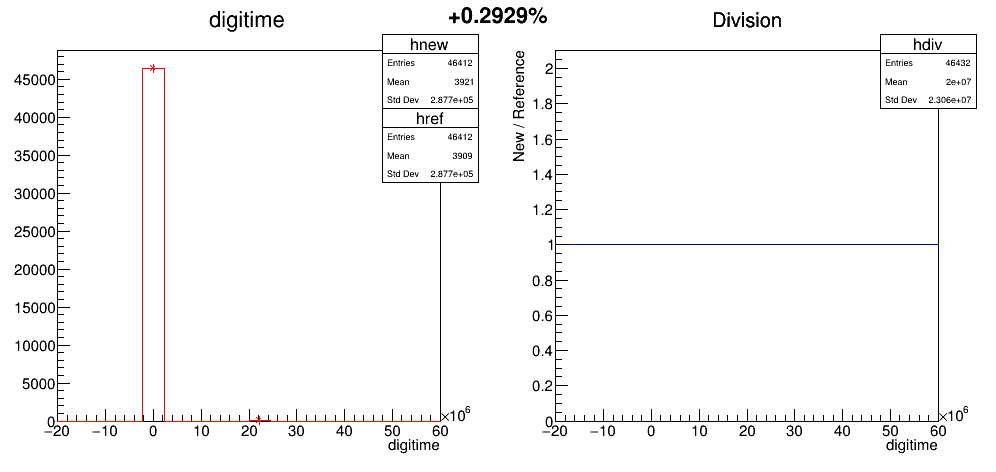 digitime
+0.2929%
Division
hnew
Entries 46412
Mean 3921
Std Dev 2.877e+05
href
Entries 46412
Mean 3909
Std Dev 2.877e+05
45000
40000
35000
30000
25000
20000
15000
10000
5000
0
−20 −10 0 10 20 30 40 50 60
×10⁶
digitime
hdiv
Entries 46432
Mean 2e+07
Std Dev 2.306e+07
New / Reference
2
1.8
1.6
1.4
1.2
1
0.8
0.6
0.4
0.2
0
−20 −10 0 10 20 30 40 50 60
×10⁶
digitime